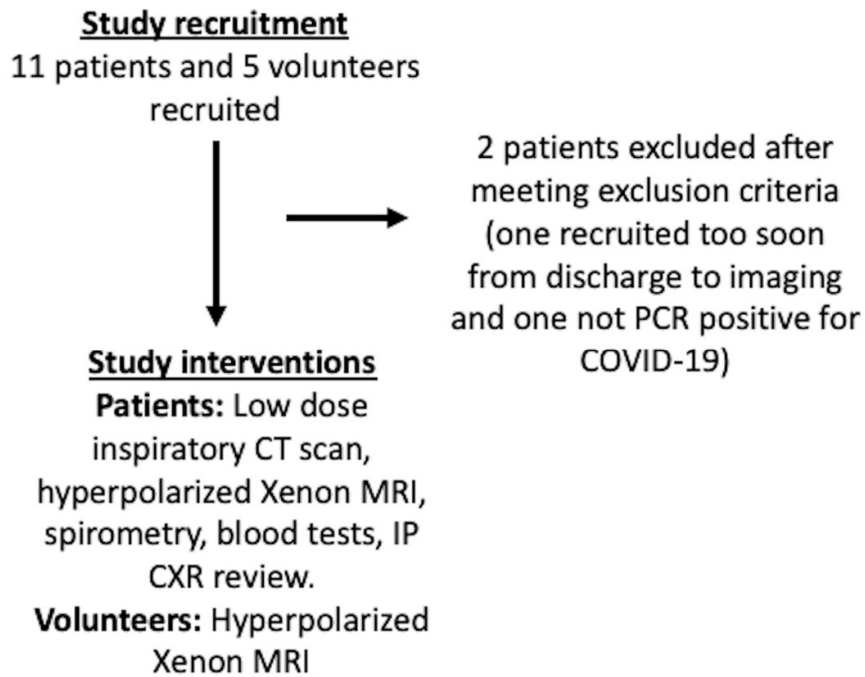 Study recruitment
11 patients and 5 volunteers
recruited
2 patients excluded after
meeting exclusion criteria
(one recruited too soon
from discharge to imaging
and one not PCR positive for
COVID-19)
Study interventions
Patients: Low dose
inspiratory CT scan,
hyperpolarized Xenon MRI,
spirometry, blood tests, IP
CXR review.
Volunteers: Hyperpolarized
Xenon MRI